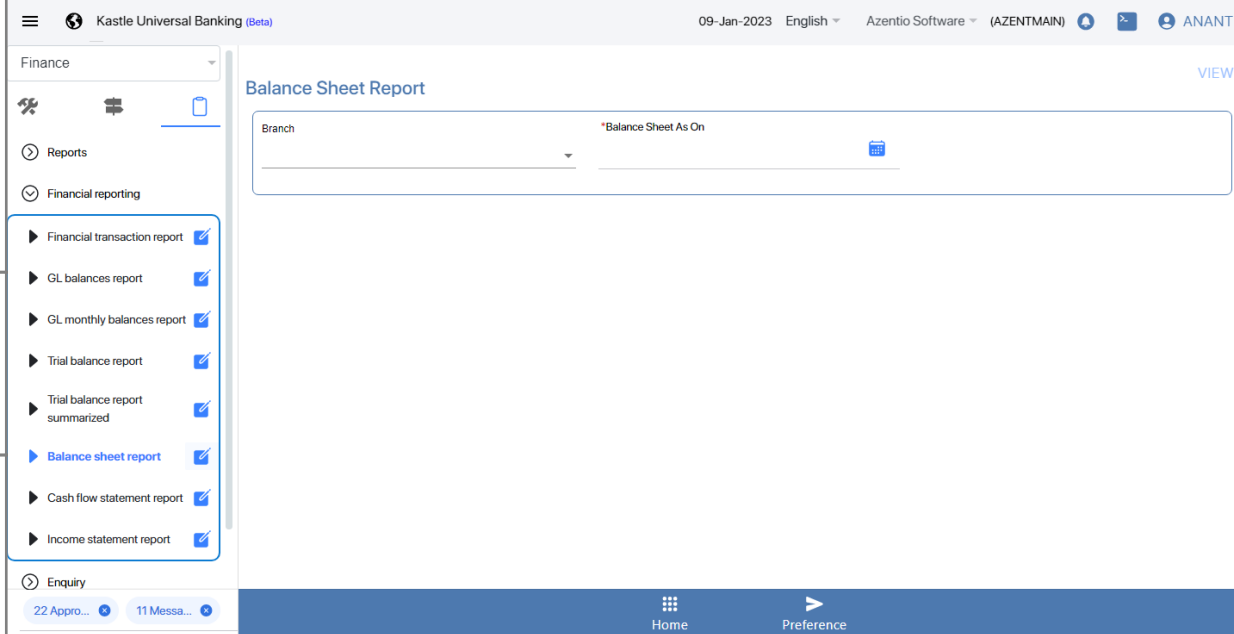 Kastle Universal Banking (Beta)
09-Jan-2023 English Azentio Software (AZENTMAIN) ANANT
Finance
VIEW
Balance Sheet Report
Branch
*Balance Sheet As On
Reports
Financial reporting
Financial transaction report
GL balances report
GL monthly balances report
Trial balance report
Trial balance report
summarized
Balance sheet report
Cash flow statement report
Income statement report
Enquiry
22 Appro...
11 Messa...
Home
Preference